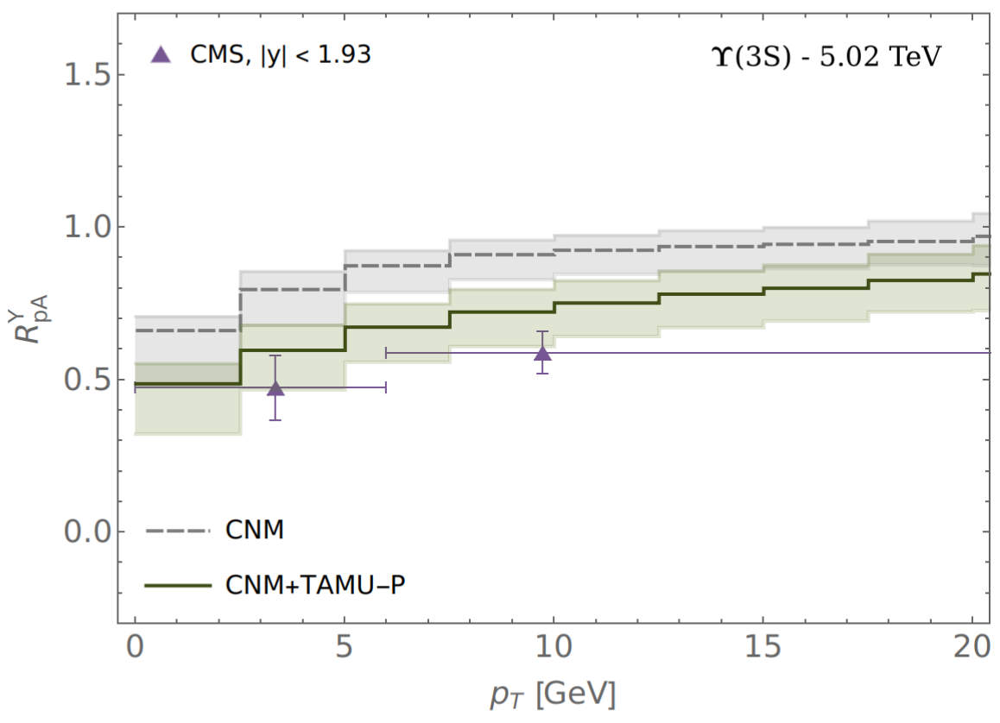 CMS, |y| < 1.93
ϒ(3S) - 5.02 TeV
1.5
1.0
0.5
0.0
R_pA^Y
CNM
CNM+TAMU–P
0 5 10 15 20
p_T [GeV]